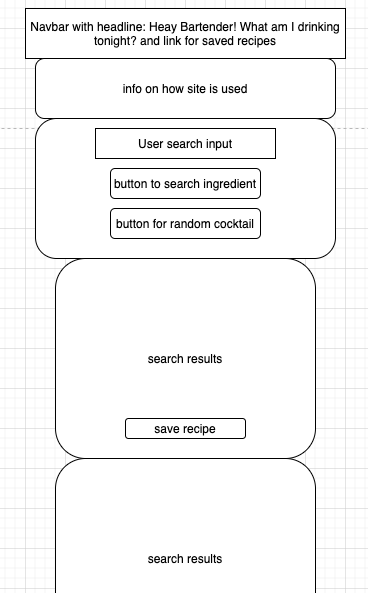 Navbar with headline: Heay Bartender! What am I drinking
tonight? and link for saved recipes
info on how site is used
User search input
button to search ingredient
button for random cocktail
search results
save recipe
search results